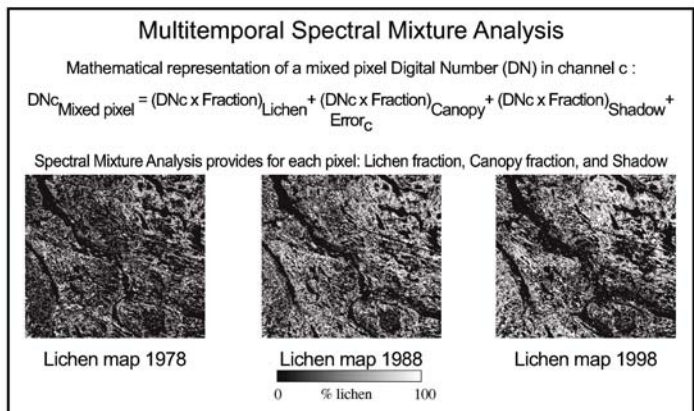 Multitemporal Spectral Mixture Analysis
Mathematical representation of a mixed pixel Digital Number (DN) in channel c :
DNc Mixed pixel = (DNc x Fraction) Lichen + (DNc x Fraction) Canopy + (DNc x Fraction) Shadow +
Error c
Spectral Mixture Analysis provides for each pixel: Lichen fraction, Canopy fraction, and Shadow
Lichen map 1978 Lichen map 1988 Lichen map 1998
0 % lichen 100